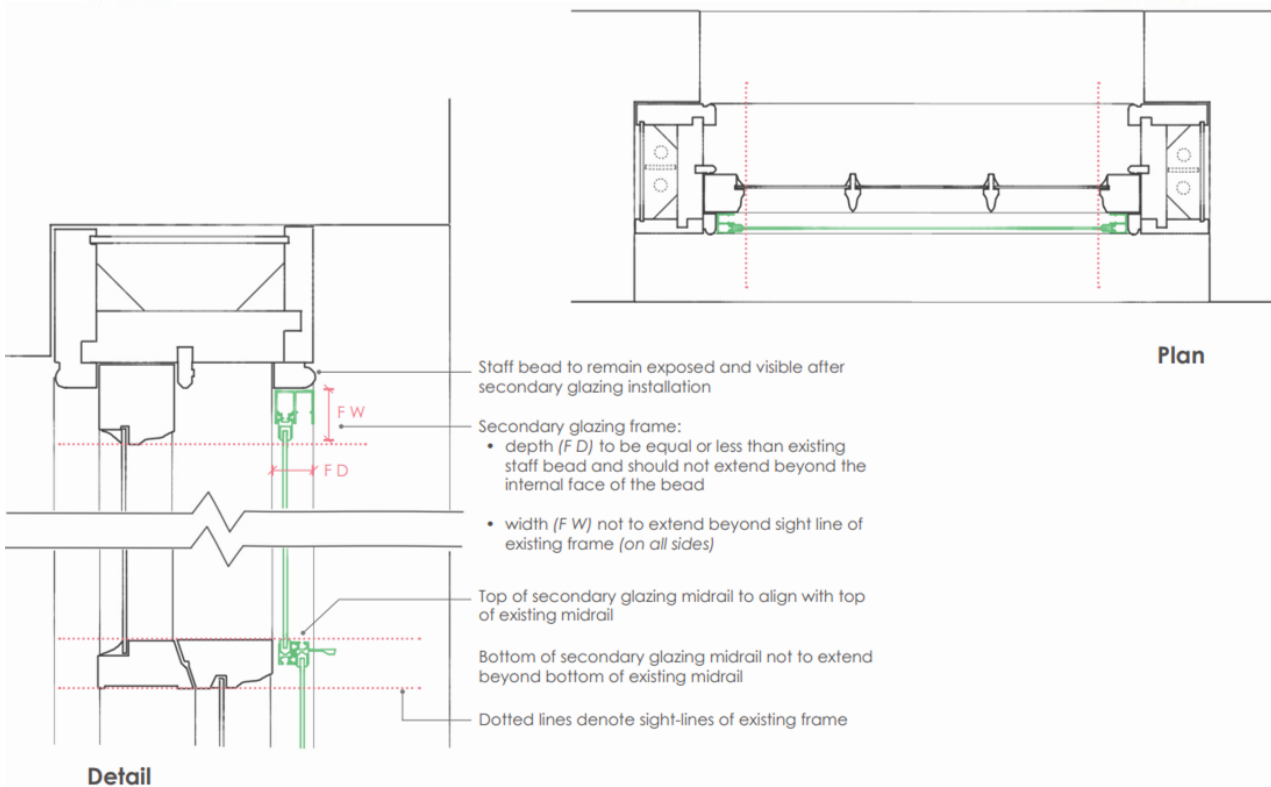 Plan
Staff bead to remain exposed and visible after
secondary glazing installation
F W
Secondary glazing frame:
• depth (F D) to be equal or less than existing
staff bead and should not extend beyond the
internal face of the bead
F D
• width (F W) not to extend beyond sight line of
existing frame (on all sides)
Top of secondary glazing midrail to align with top
of existing midrail
Bottom of secondary glazing midrail not to extend
beyond bottom of existing midrail
Dotted lines denote sight-lines of existing frame
Detail